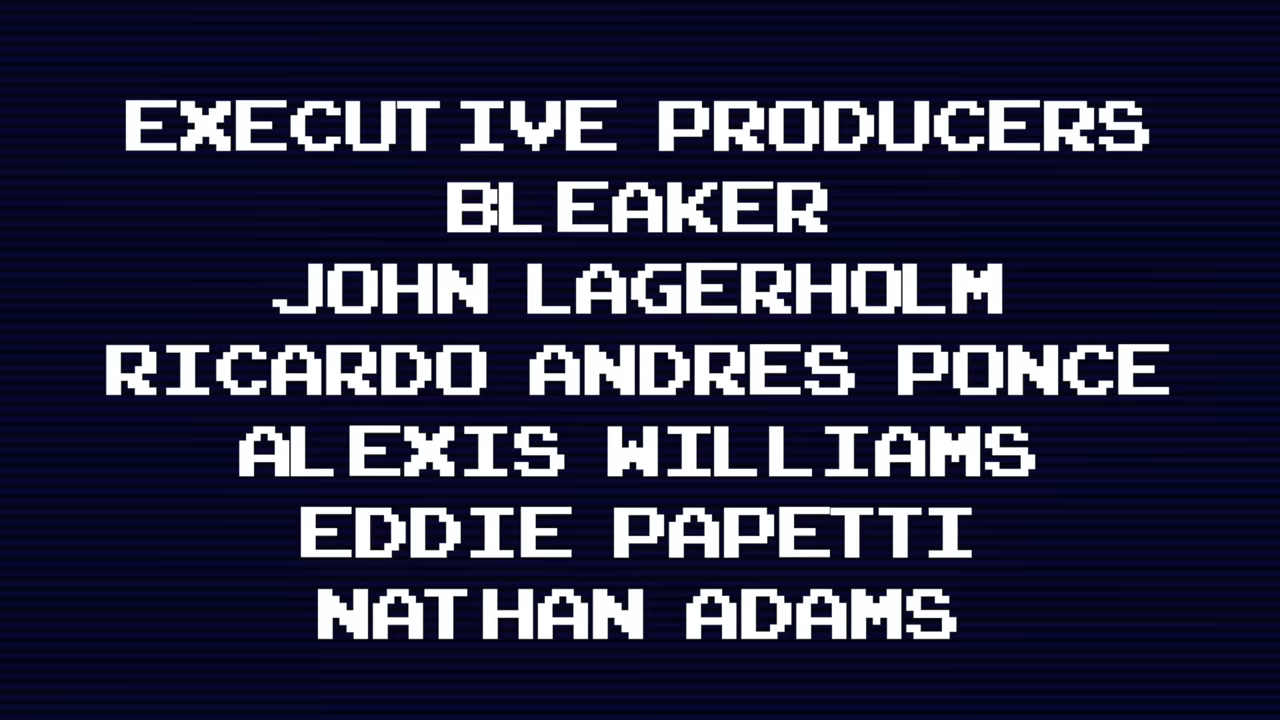 EXECUTIVE PRODUCERS
BLEAKER
JOHN LAGERHOLM
RICARDO ANDRES PONCE
ALEXIS WILLIAMS
EDDIE PAPETTI
NATHAN ADAMS